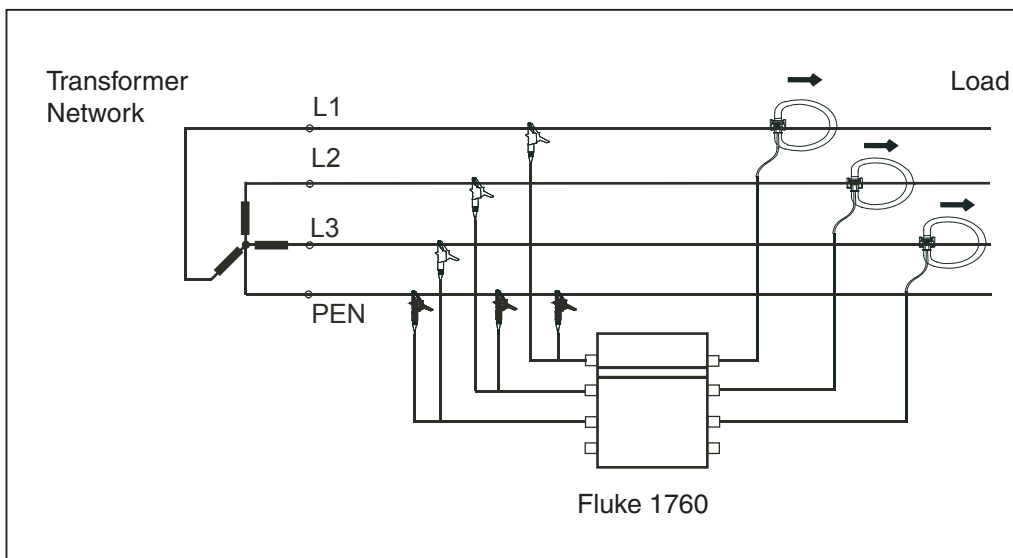 Transformer
Network
Load
L1
L2
L3
PEN
Fluke 1760